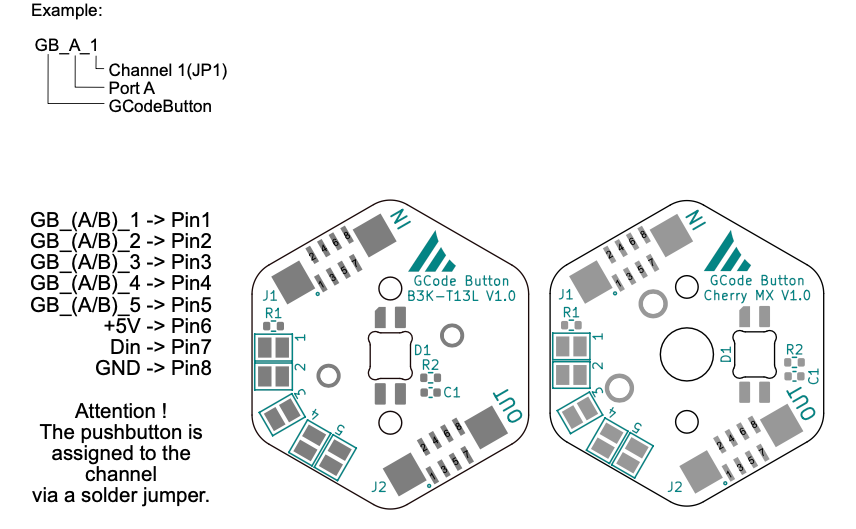 Example:
GB_A_1
Channel 1(JP1)
Port A
GCodeButton
GB_(A/B)_1 -> Pin1
GB_(A/B)_2 -> Pin2
GB_(A/B)_3 -> Pin3
GB_(A/B)_4 -> Pin4
GB_(A/B)_5 -> Pin5
+5V -> Pin6
Din -> Pin7
GND -> Pin8
Attention !
The pushbutton is
assigned to the
channel
via a solder jumper.
IN
GCode Button
B3K-T13L V1.0
J1
R1
1
2
3
4
5
D1
R2
C1
OUT
J2
IN
GCode Button
Cherry MX V1.0
J1
R1
1
2
3
4
5
D1
R2
C1
OUT
J2